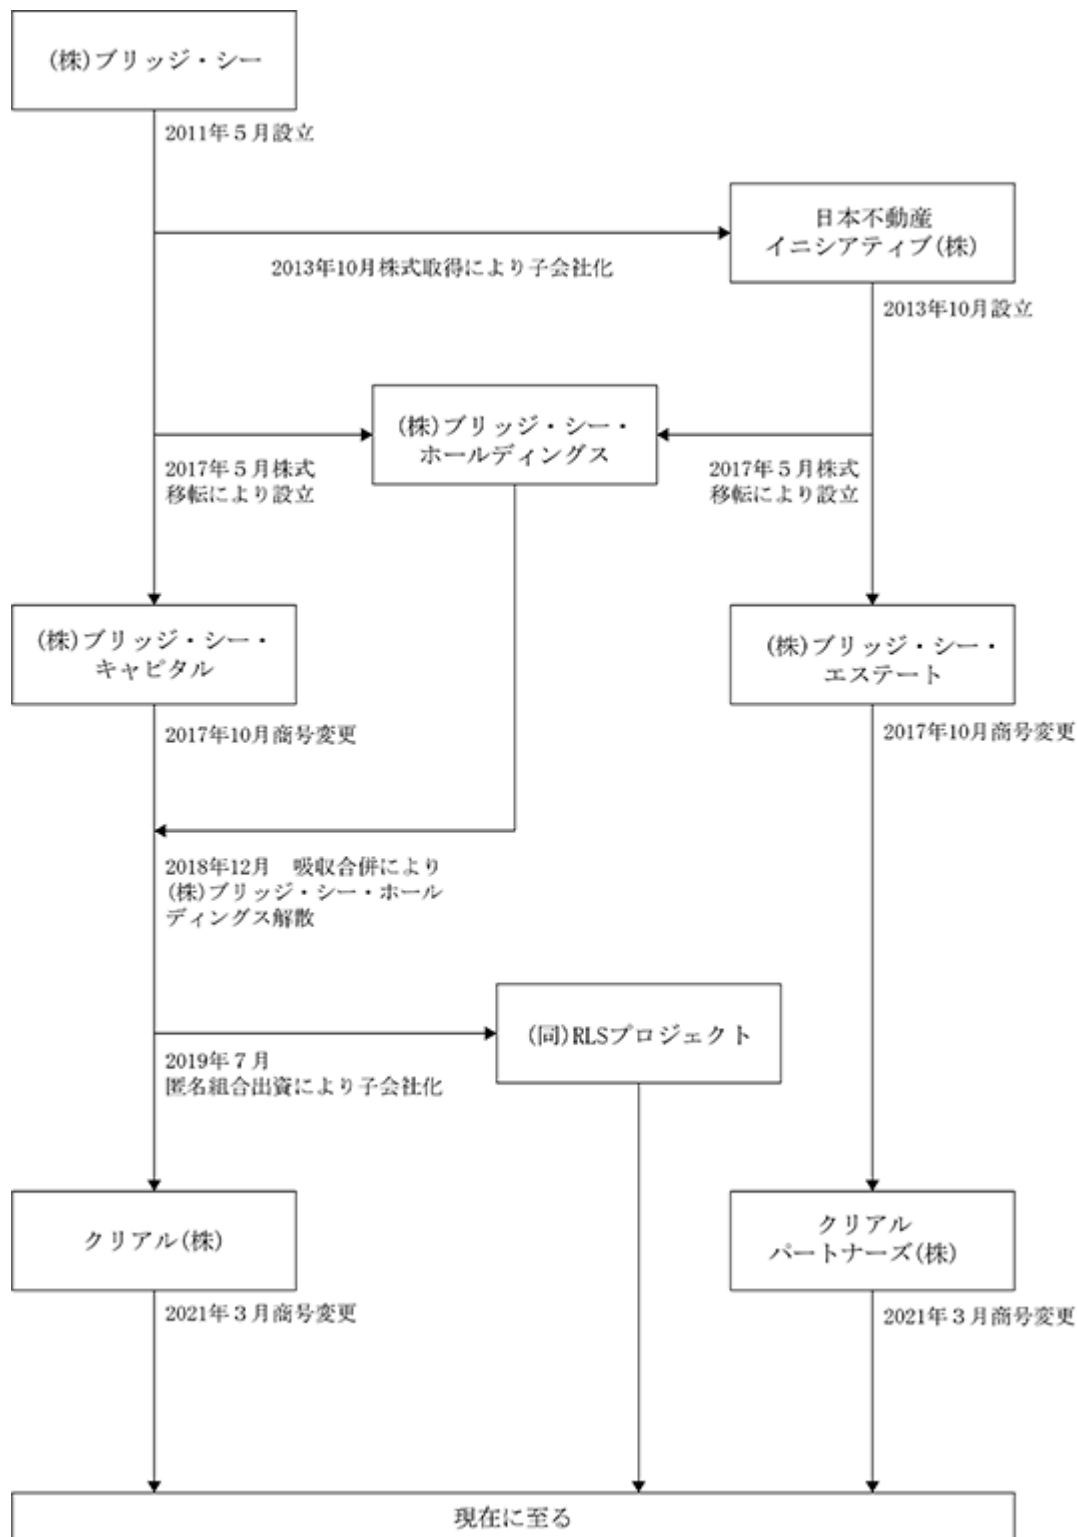 (株)ブリッジ・シー
2011年5月設立
日本不動産
イニシアティブ(株)
2013年10月株式取得により子会社化
2013年10月設立
(株)ブリッジ・シー・
ホールディングス
2017年5月株式
移転により設立
2017年5月株式
移転により設立
(株)ブリッジ・シー・
キャピタル
(株)ブリッジ・シー・
エステート
2017年10月商号変更
2017年10月商号変更
2018年12月　吸収合併により
(株)ブリッジ・シー・ホール
ディングス解散
(同)RLSプロジェクト
2019年7月
匿名組合出資により子会社化
クリアル(株)
クリアル
パートナーズ(株)
2021年3月商号変更
2021年3月商号変更
現在に至る